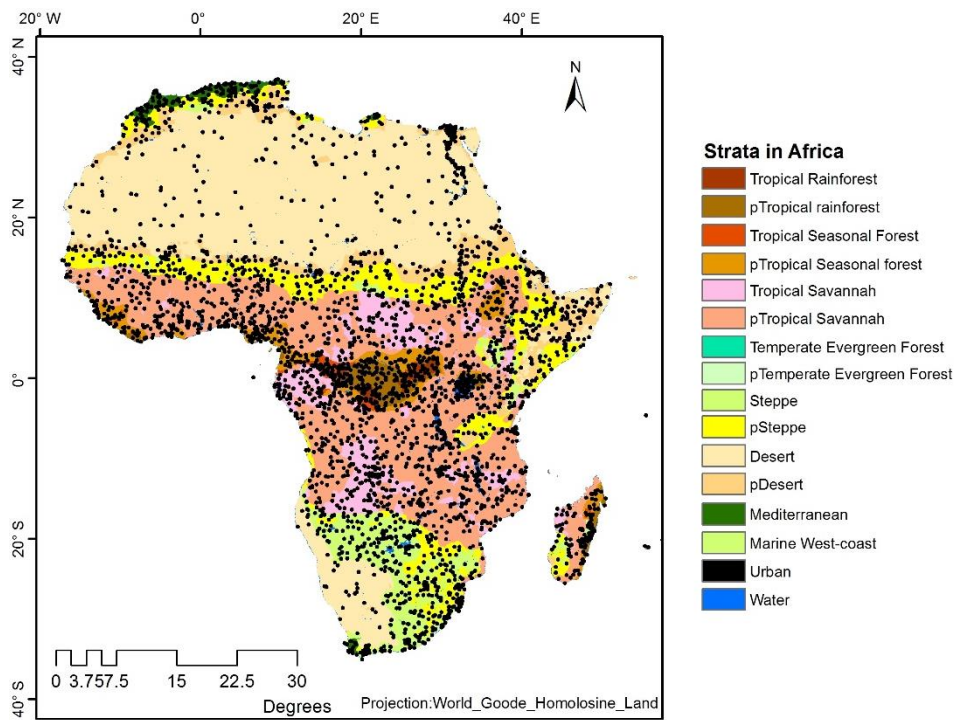 20° W 0° 20° E 40° E
40° N
N
20° N
0°
20° S
40° S
0 3.75 7.5 15 22.5 30
Degrees
Projection:World_Goode_Homolosine_Land
Strata in Africa
Tropical Rainforest
pTropical rainforest
Tropical Seasonal Forest
pTropical Seasonal forest
Tropical Savannah
pTropical Savannah
Temperate Evergreen Forest
pTemperate Evergreen Forest
Steppe
pSteppe
Desert
pDesert
Mediterranean
Marine West-coast
Urban
Water